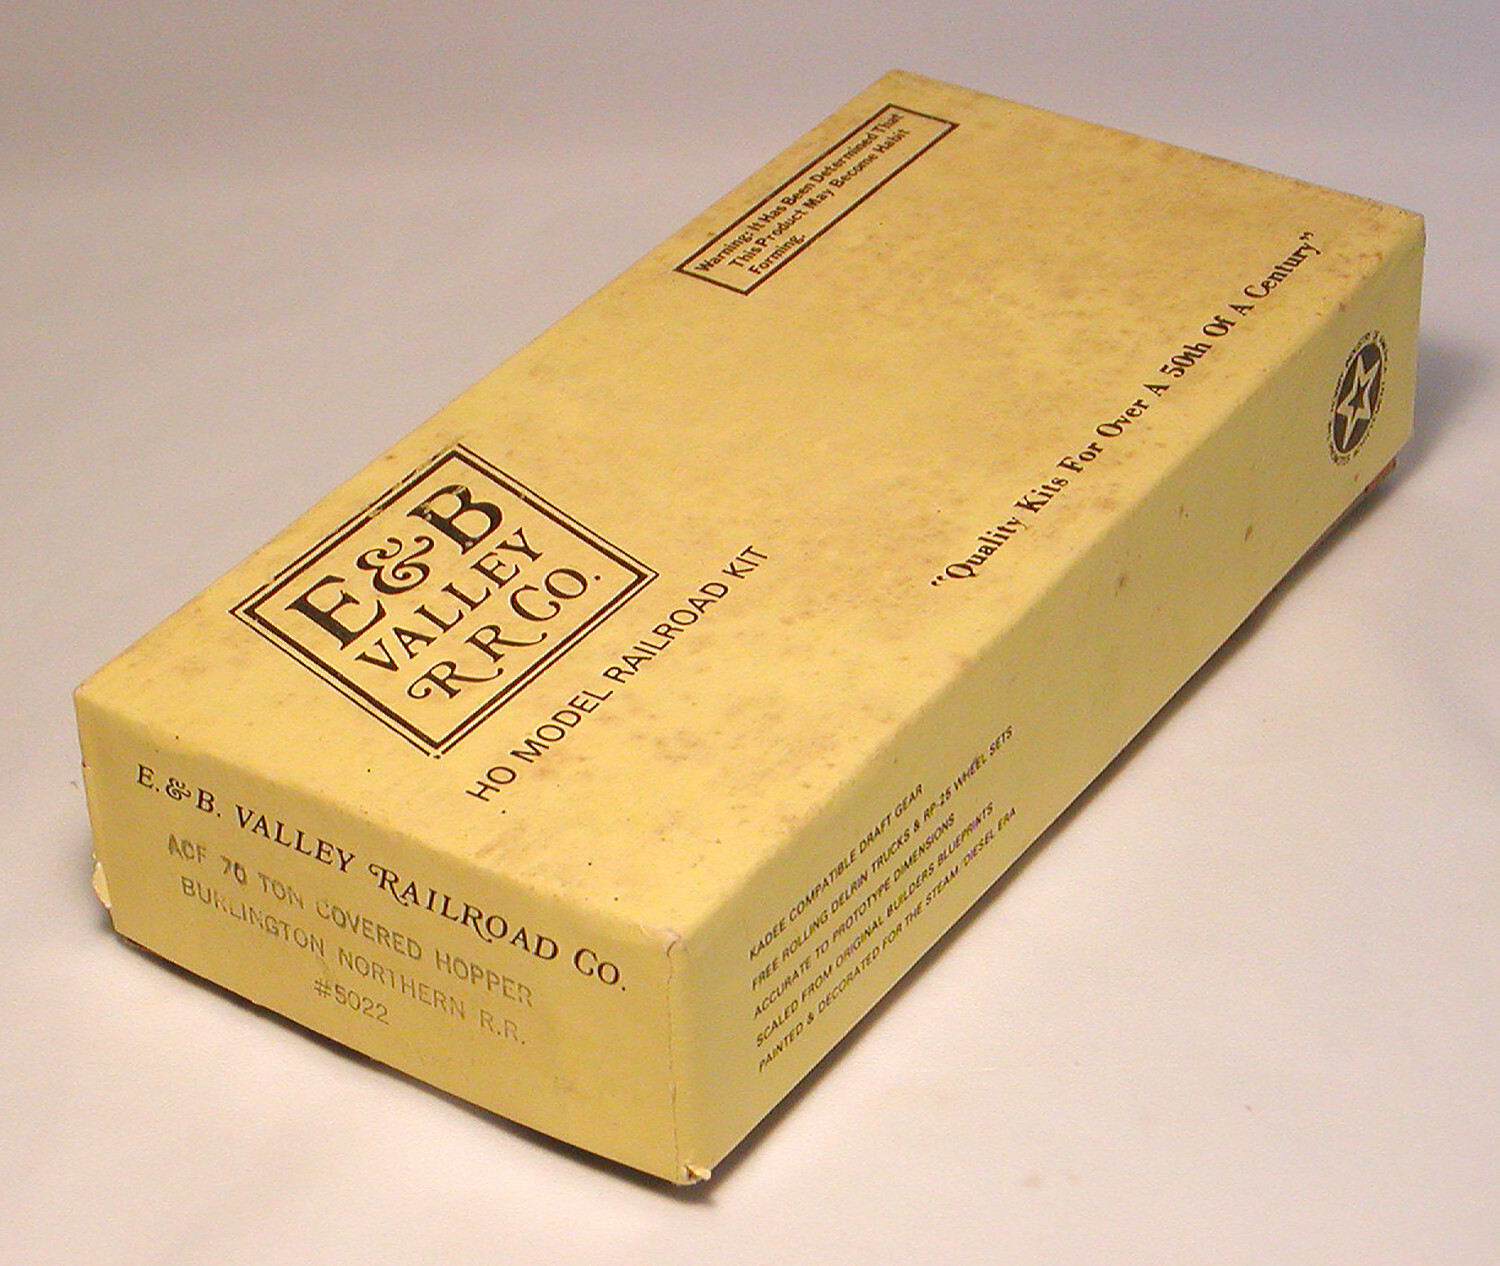 Warning: It Has Been Determined That
This Product May Become Habit
Forming.
E&B
VALLEY
R R CO.
HO MODEL RAILROAD KIT
"Quality Kits For Over A 50th Of A Century"
E.&B. VALLEY RAILROAD CO.
ACF 70 TON COVERED HOPPER
BURLINGTON NORTHERN R.R.
#5022
KADEE COMPATIBLE DRAFT GEAR
FREE ROLLING DELRIN TRUCKS & RP-25 WHEEL SETS
ACCURATE TO PROTOTYPE DIMENSIONS
SCALED FROM ORIGINAL BUILDERS BLUEPRINTS
PAINTED & DECORATED FOR THE STEAM/DIESEL ERA